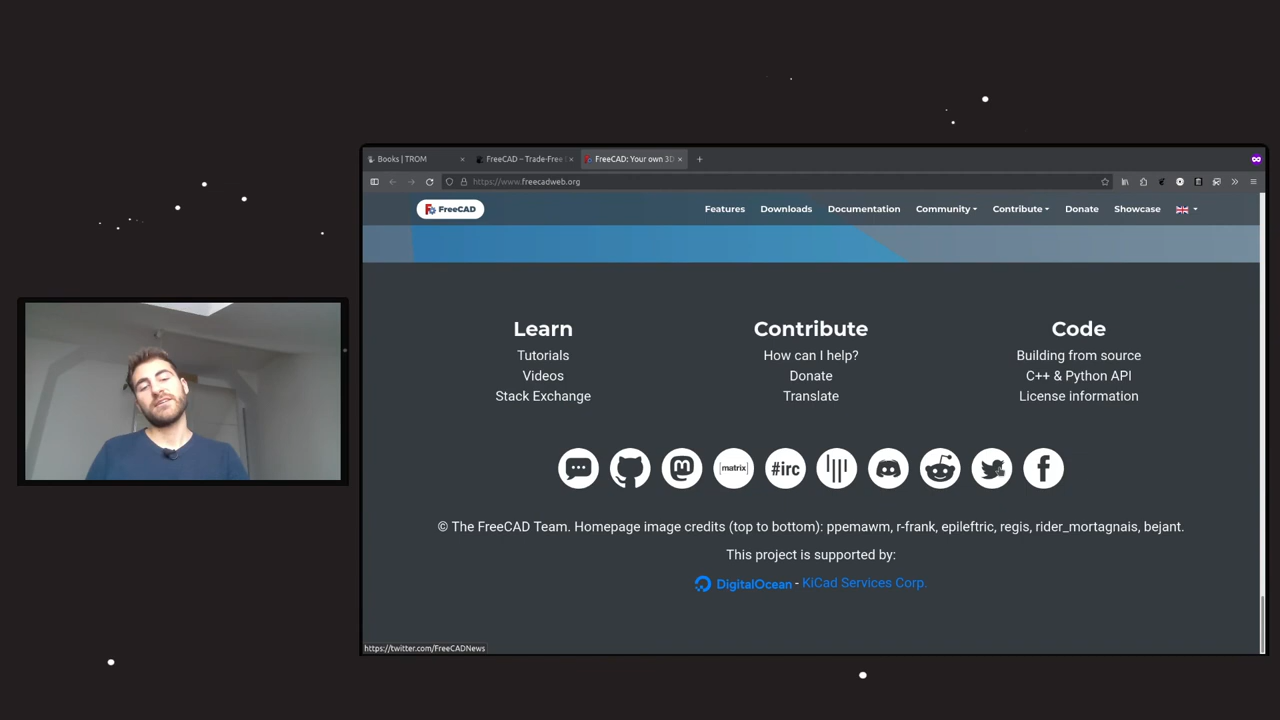 Books | TROM
FreeCAD – Trade-Free
FreeCAD: Your own 3D
https://www.freecadweb.org
FreeCAD
Features
Downloads
Documentation
Community
Contribute
Donate
Showcase
Learn
Tutorials
Videos
Stack Exchange
Contribute
How can I help?
Donate
Translate
Code
Building from source
C++ & Python API
License information
[matrix]
#irc
© The FreeCAD Team. Homepage image credits (top to bottom): ppemawm, r-frank, epileftric, regis, rider_mortagnais, bejant.
This project is supported by:
DigitalOcean - KiCad Services Corp.
https://twitter.com/FreeCADNews